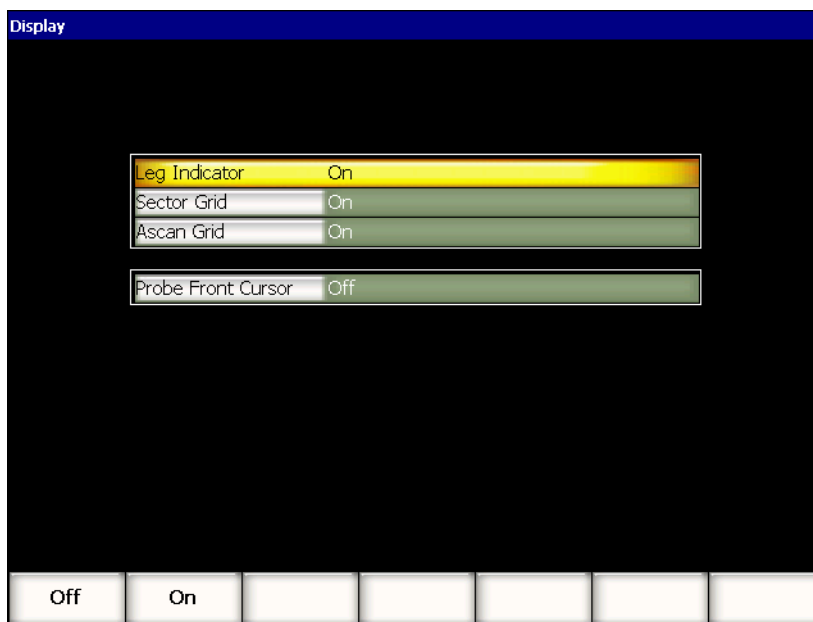 Display
Leg Indicator On
Sector Grid On
Ascan Grid On
Probe Front Cursor Off
Off On